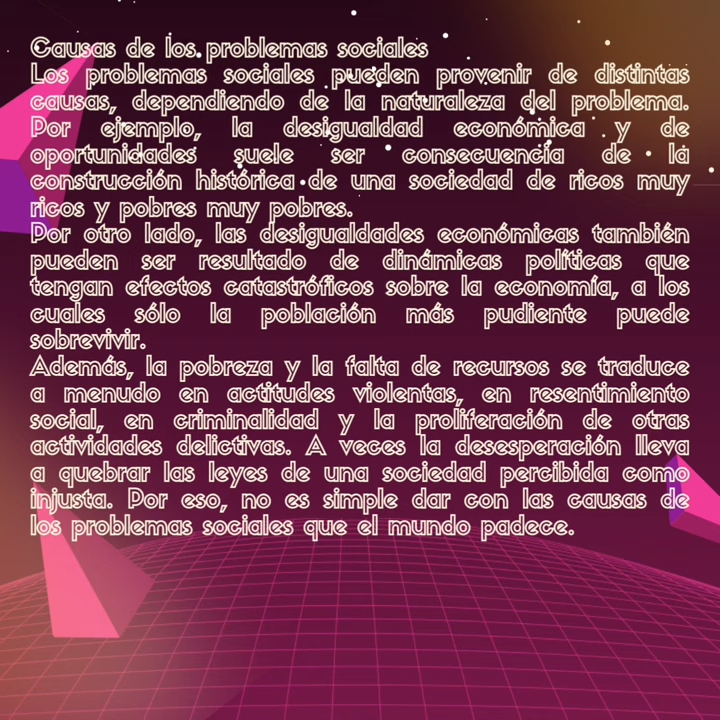 Causas de los problemas sociales
Los problemas sociales pueden provenir de distintas
causas, dependiendo de la naturaleza del problema.
Por ejemplo, la desigualdad económica y de
oportunidades suele ser consecuencia de la
construcción histórica de una sociedad de ricos muy
ricos y pobres muy pobres.
Por otro lado, las desigualdades económicas también
pueden ser resultado de dinámicas políticas que
tengan efectos catastróficos sobre la economía, a los
cuales sólo la población más pudiente puede
sobrevivir.
Además, la pobreza y la falta de recursos se traduce
a menudo en actitudes violentas, en resentimiento
social, en criminalidad y la proliferación de otras
actividades delictivas. A veces la desesperación lleva
a quebrar las leyes de una sociedad percibida como
injusta. Por eso, no es simple dar con las causas de
los problemas sociales que el mundo padece.